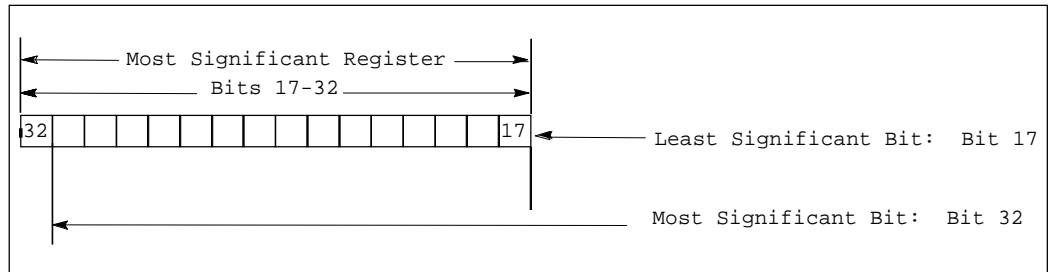 Most Significant Register
Bits 17-32
32 17
Least Significant Bit: Bit 17
Most Significant Bit: Bit 32